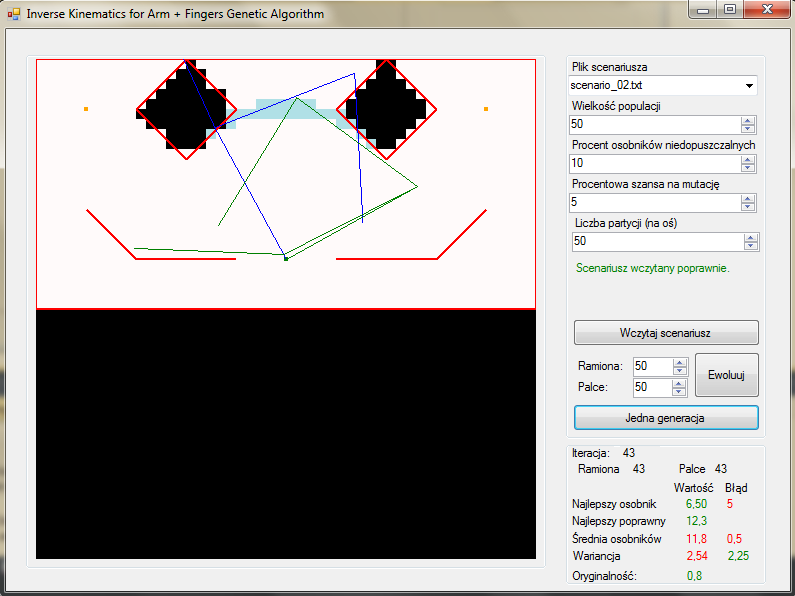 Inverse Kinematics for Arm + Fingers Genetic Algorithm
Plik scenariusza
scenario_02.txt
Wielkość populacji
50
Procent osobników niedopuszczalnych
10
Procentowa szansa na mutację
5
Liczba partycji (na oś)
50
Scenariusz wczytany poprawnie.
Wczytaj scenariusz
Ramiona: 50
Palce: 50
Ewoluuj
Jedna generacja
Iteracja: 43
Ramiona 43 Palce 43
Wartość Błąd
Najlepszy osobnik 6,50 5
Najlepszy poprawny 12,3
Średnia osobników 11,8 0,5
Wariancja 2,54 2,25
Oryginalność: 0,8